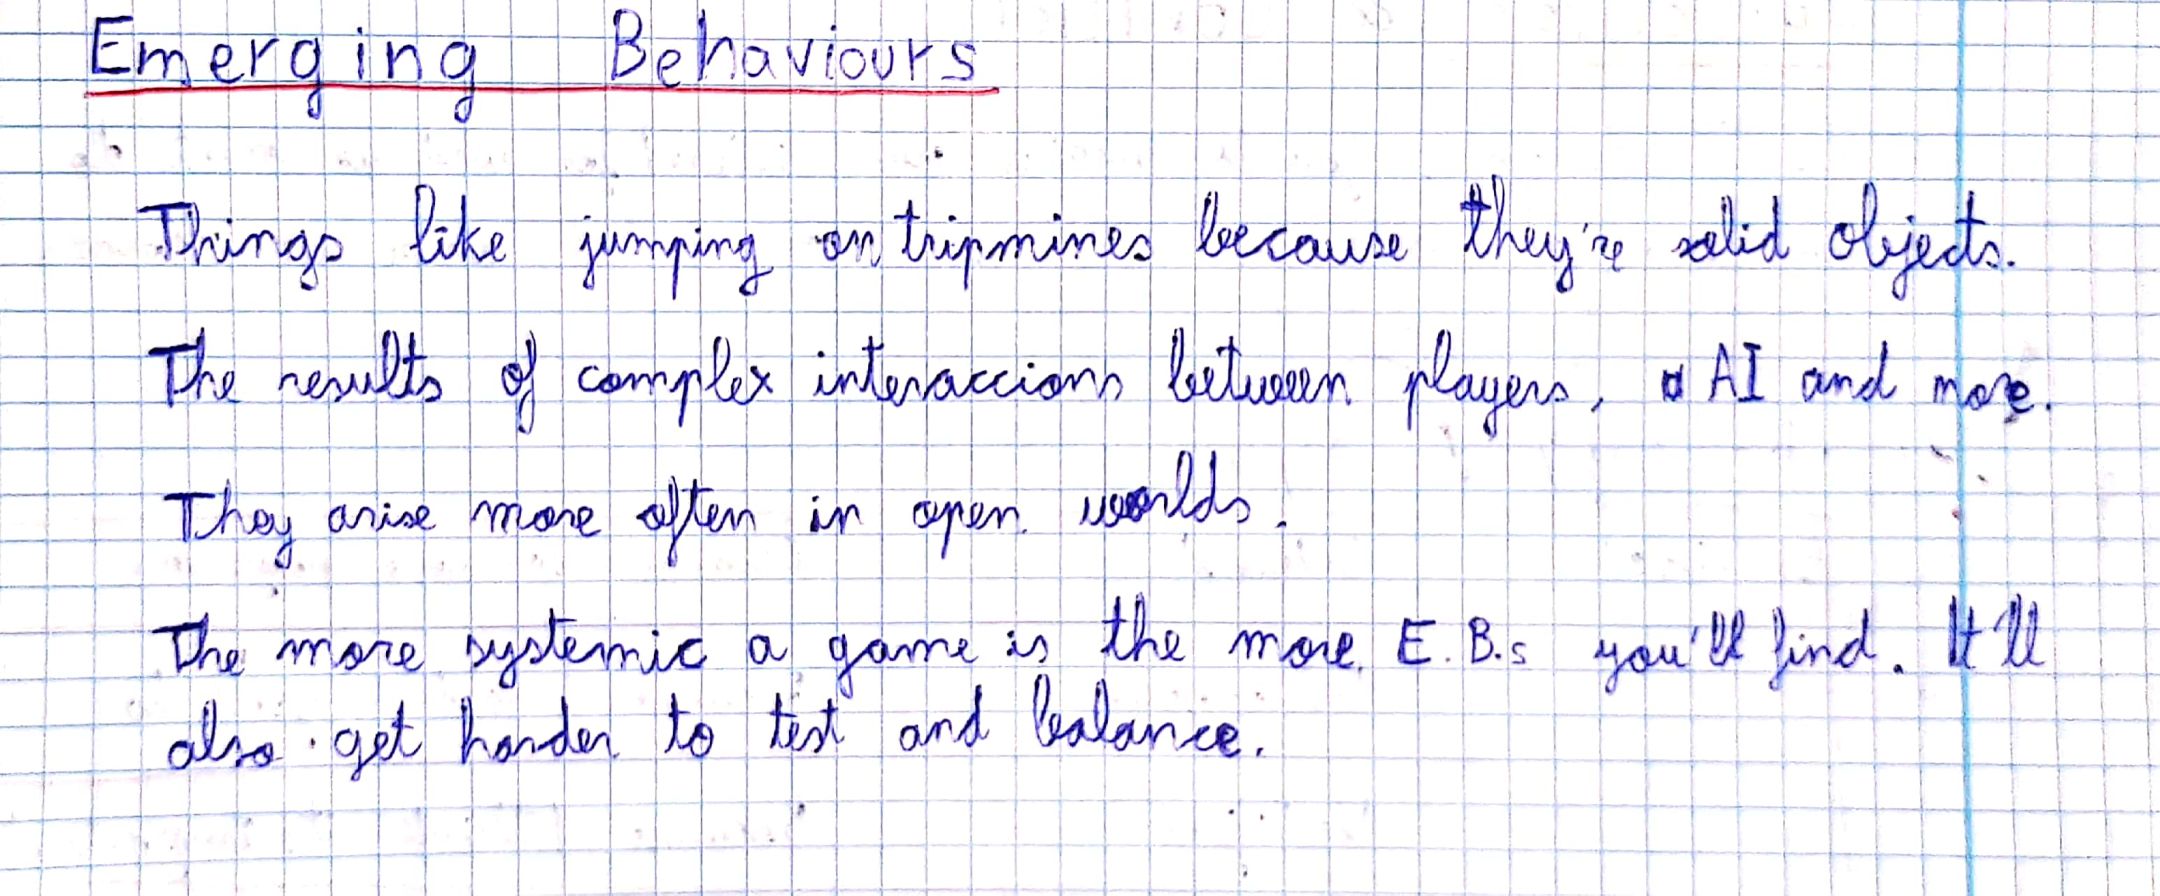 Emerging Behaviours
Things like jumping on tripmines because they're solid objects.
The results of complex interaccions between players, AI and more.
They arise more often in open worlds.
The more systemic a game is the more E.B.s you'll find. It'll
also get harder to test and balance.